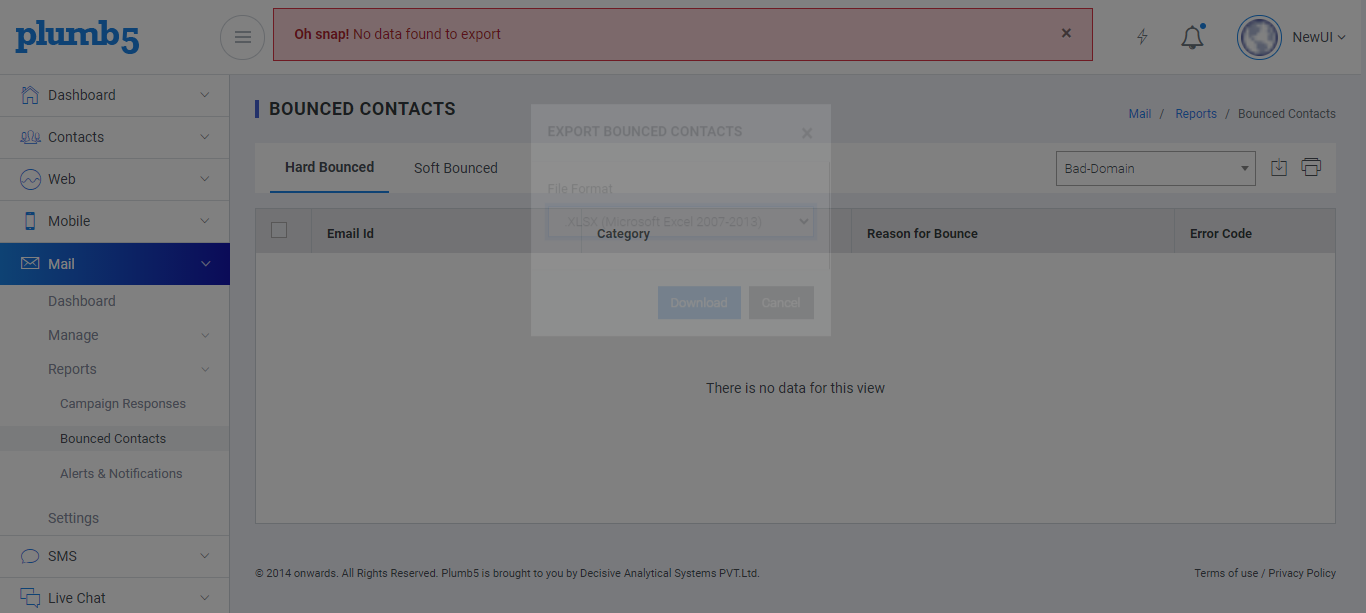 plumb5
Oh snap! No data found to export ×
NewUI
Dashboard
Contacts
Web
Mobile
Mail
Dashboard
Manage
Reports
Campaign Responses
Bounced Contacts
Alerts & Notifications
Settings
SMS
Live Chat
BOUNCED CONTACTS
Mail / Reports / Bounced Contacts
EXPORT BOUNCED CONTACTS ×
File Format
XLSX (Microsoft Excel 2007-2013)
Download Cancel
Hard Bounced Soft Bounced Bad-Domain
Email Id Category Reason for Bounce Error Code
There is no data for this view
© 2014 onwards. All Rights Reserved. Plumb5 is brought to you by Decisive Analytical Systems PVT.Ltd. Terms of use / Privacy Policy